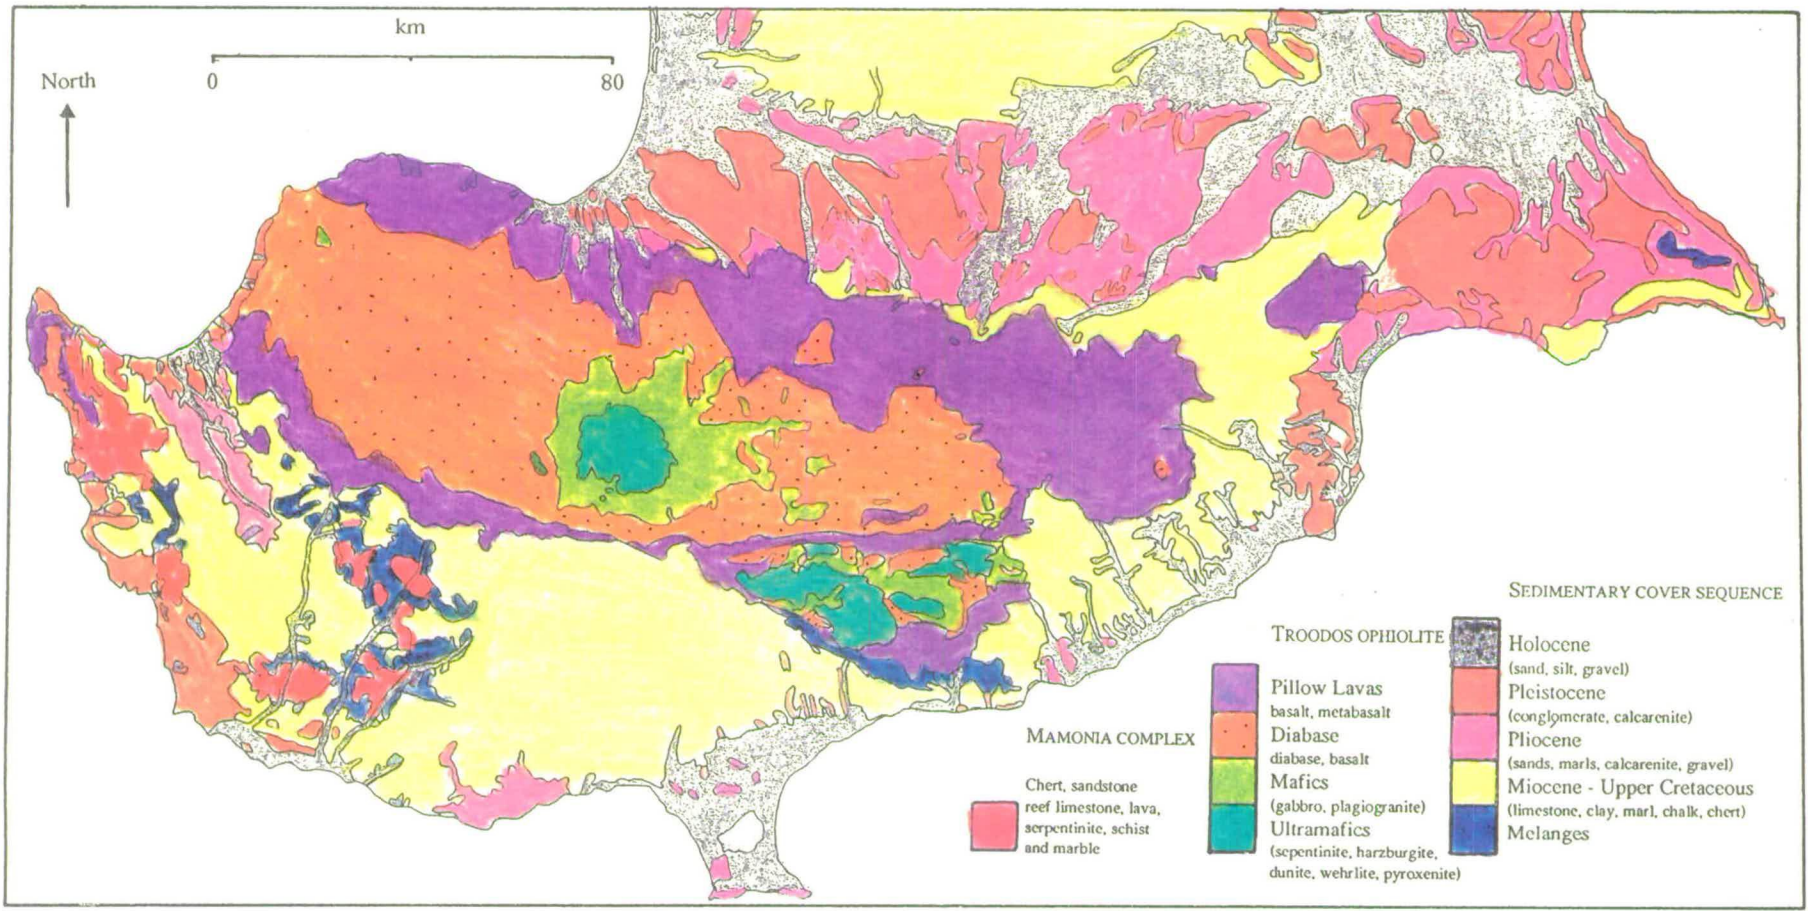 km
0 80
North
SEDIMENTARY COVER SEQUENCE
Holocene
(sand, silt, gravel)
Pleistocene
(conglomerate, calcarenite)
Pliocene
(sands, marls, calcarenite, gravel)
Miocene - Upper Cretaceous
(limestone, clay, marl, chalk, chert)
Melanges
TROODOS OPHIOLITE
Pillow Lavas
basalt, metabasalt
Diabase
diabase, basalt
Mafics
(gabbro, plagiogranite)
Ultramafics
(sepentinite, harzburgite,
dunite, wehrlite, pyroxenite)
MAMONIA COMPLEX
Chert, sandstone
reef limestone, lava,
serpentinite, schist
and marble